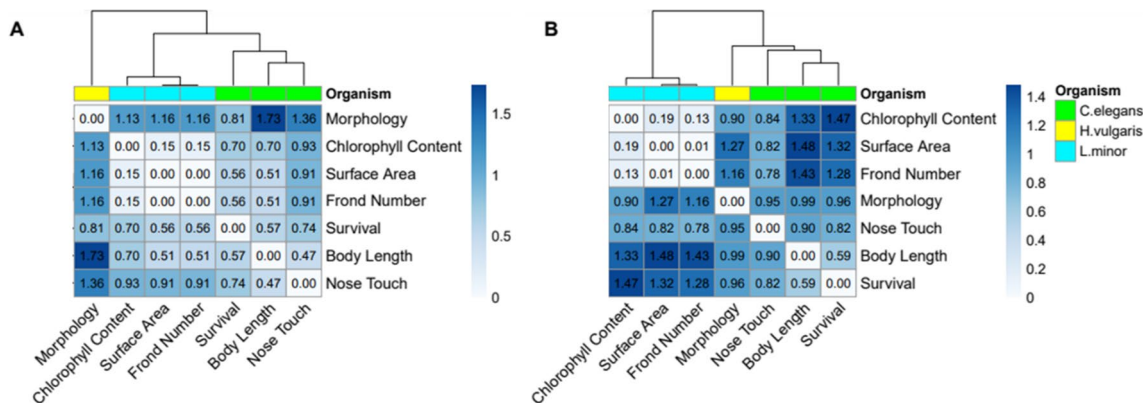 A
Organism
0.00 1.13 1.16 1.16 0.81 1.73 1.36 Morphology
1.13 0.00 0.15 0.15 0.70 0.70 0.93 Chlorophyll Content
1.16 0.15 0.00 0.00 0.56 0.51 0.91 Surface Area
1.16 0.15 0.00 0.00 0.56 0.51 0.91 Frond Number
0.81 0.70 0.56 0.56 0.00 0.57 0.74 Survival
1.73 0.70 0.51 0.51 0.57 0.00 0.47 Body Length
1.36 0.93 0.91 0.91 0.74 0.47 0.00 Nose Touch
Morphology
Chlorophyll Content
Surface Area
Frond Number
Survival
Body Length
Nose Touch
1.5
1
0.5
0
B
Organism
0.00 0.19 0.13 0.90 0.84 1.33 1.47 Chlorophyll Content
0.19 0.00 0.01 1.27 0.82 1.48 1.32 Surface Area
0.13 0.01 0.00 1.16 0.78 1.43 1.28 Frond Number
0.90 1.27 1.16 0.00 0.95 0.99 0.96 Morphology
0.84 0.82 0.78 0.95 0.00 0.90 0.82 Nose Touch
1.33 1.48 1.43 0.99 0.90 0.00 0.59 Body Length
1.47 1.32 1.28 0.96 0.82 0.59 0.00 Survival
Chlorophyll Content
Surface Area
Frond Number
Morphology
Nose Touch
Body Length
Survival
1.4
1.2
1
0.8
0.6
0.4
0.2
0
Organism
C.elegans
H.vulgaris
L.minor